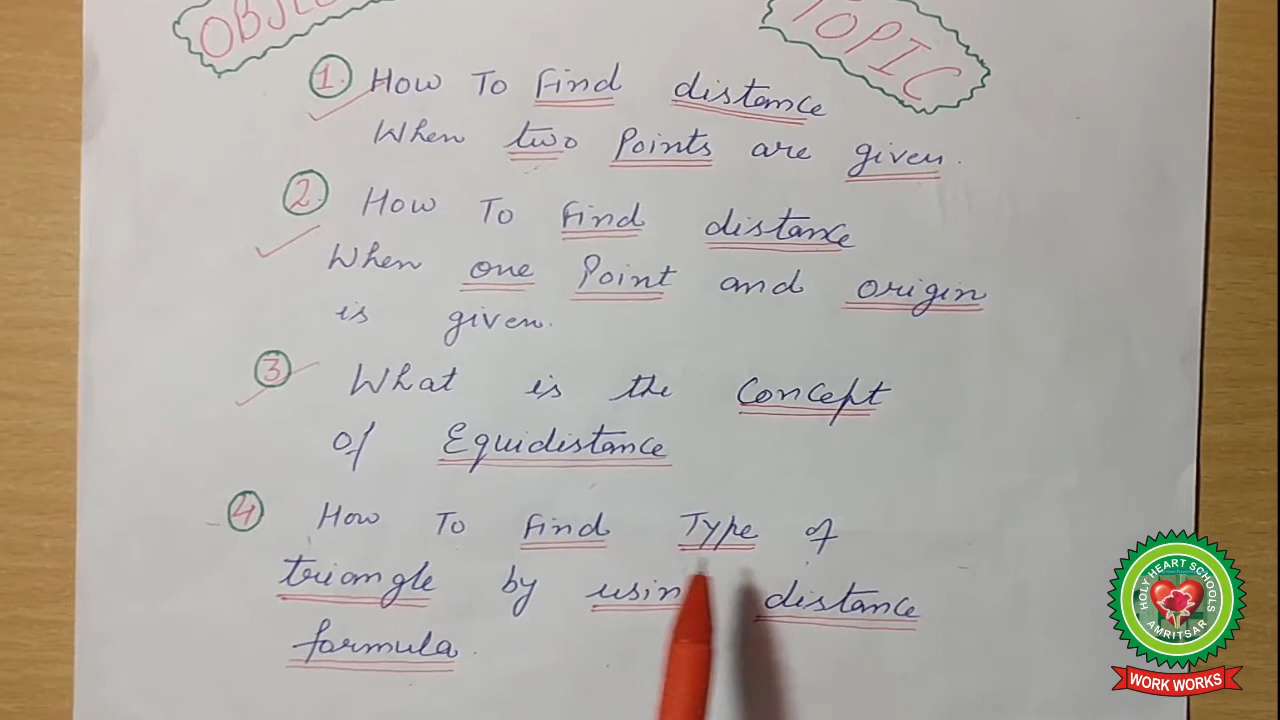 TOPIC
1. How To Find distance
When two Points are given.
2. How To Find distance
When one Point and origin
is given.
3 What is the Concept
of Equidistance
4 How To Find Type of
triangle by using distance
formula.
HOLY HEART SCHOOLS
AMRITSAR
WORK WORKS